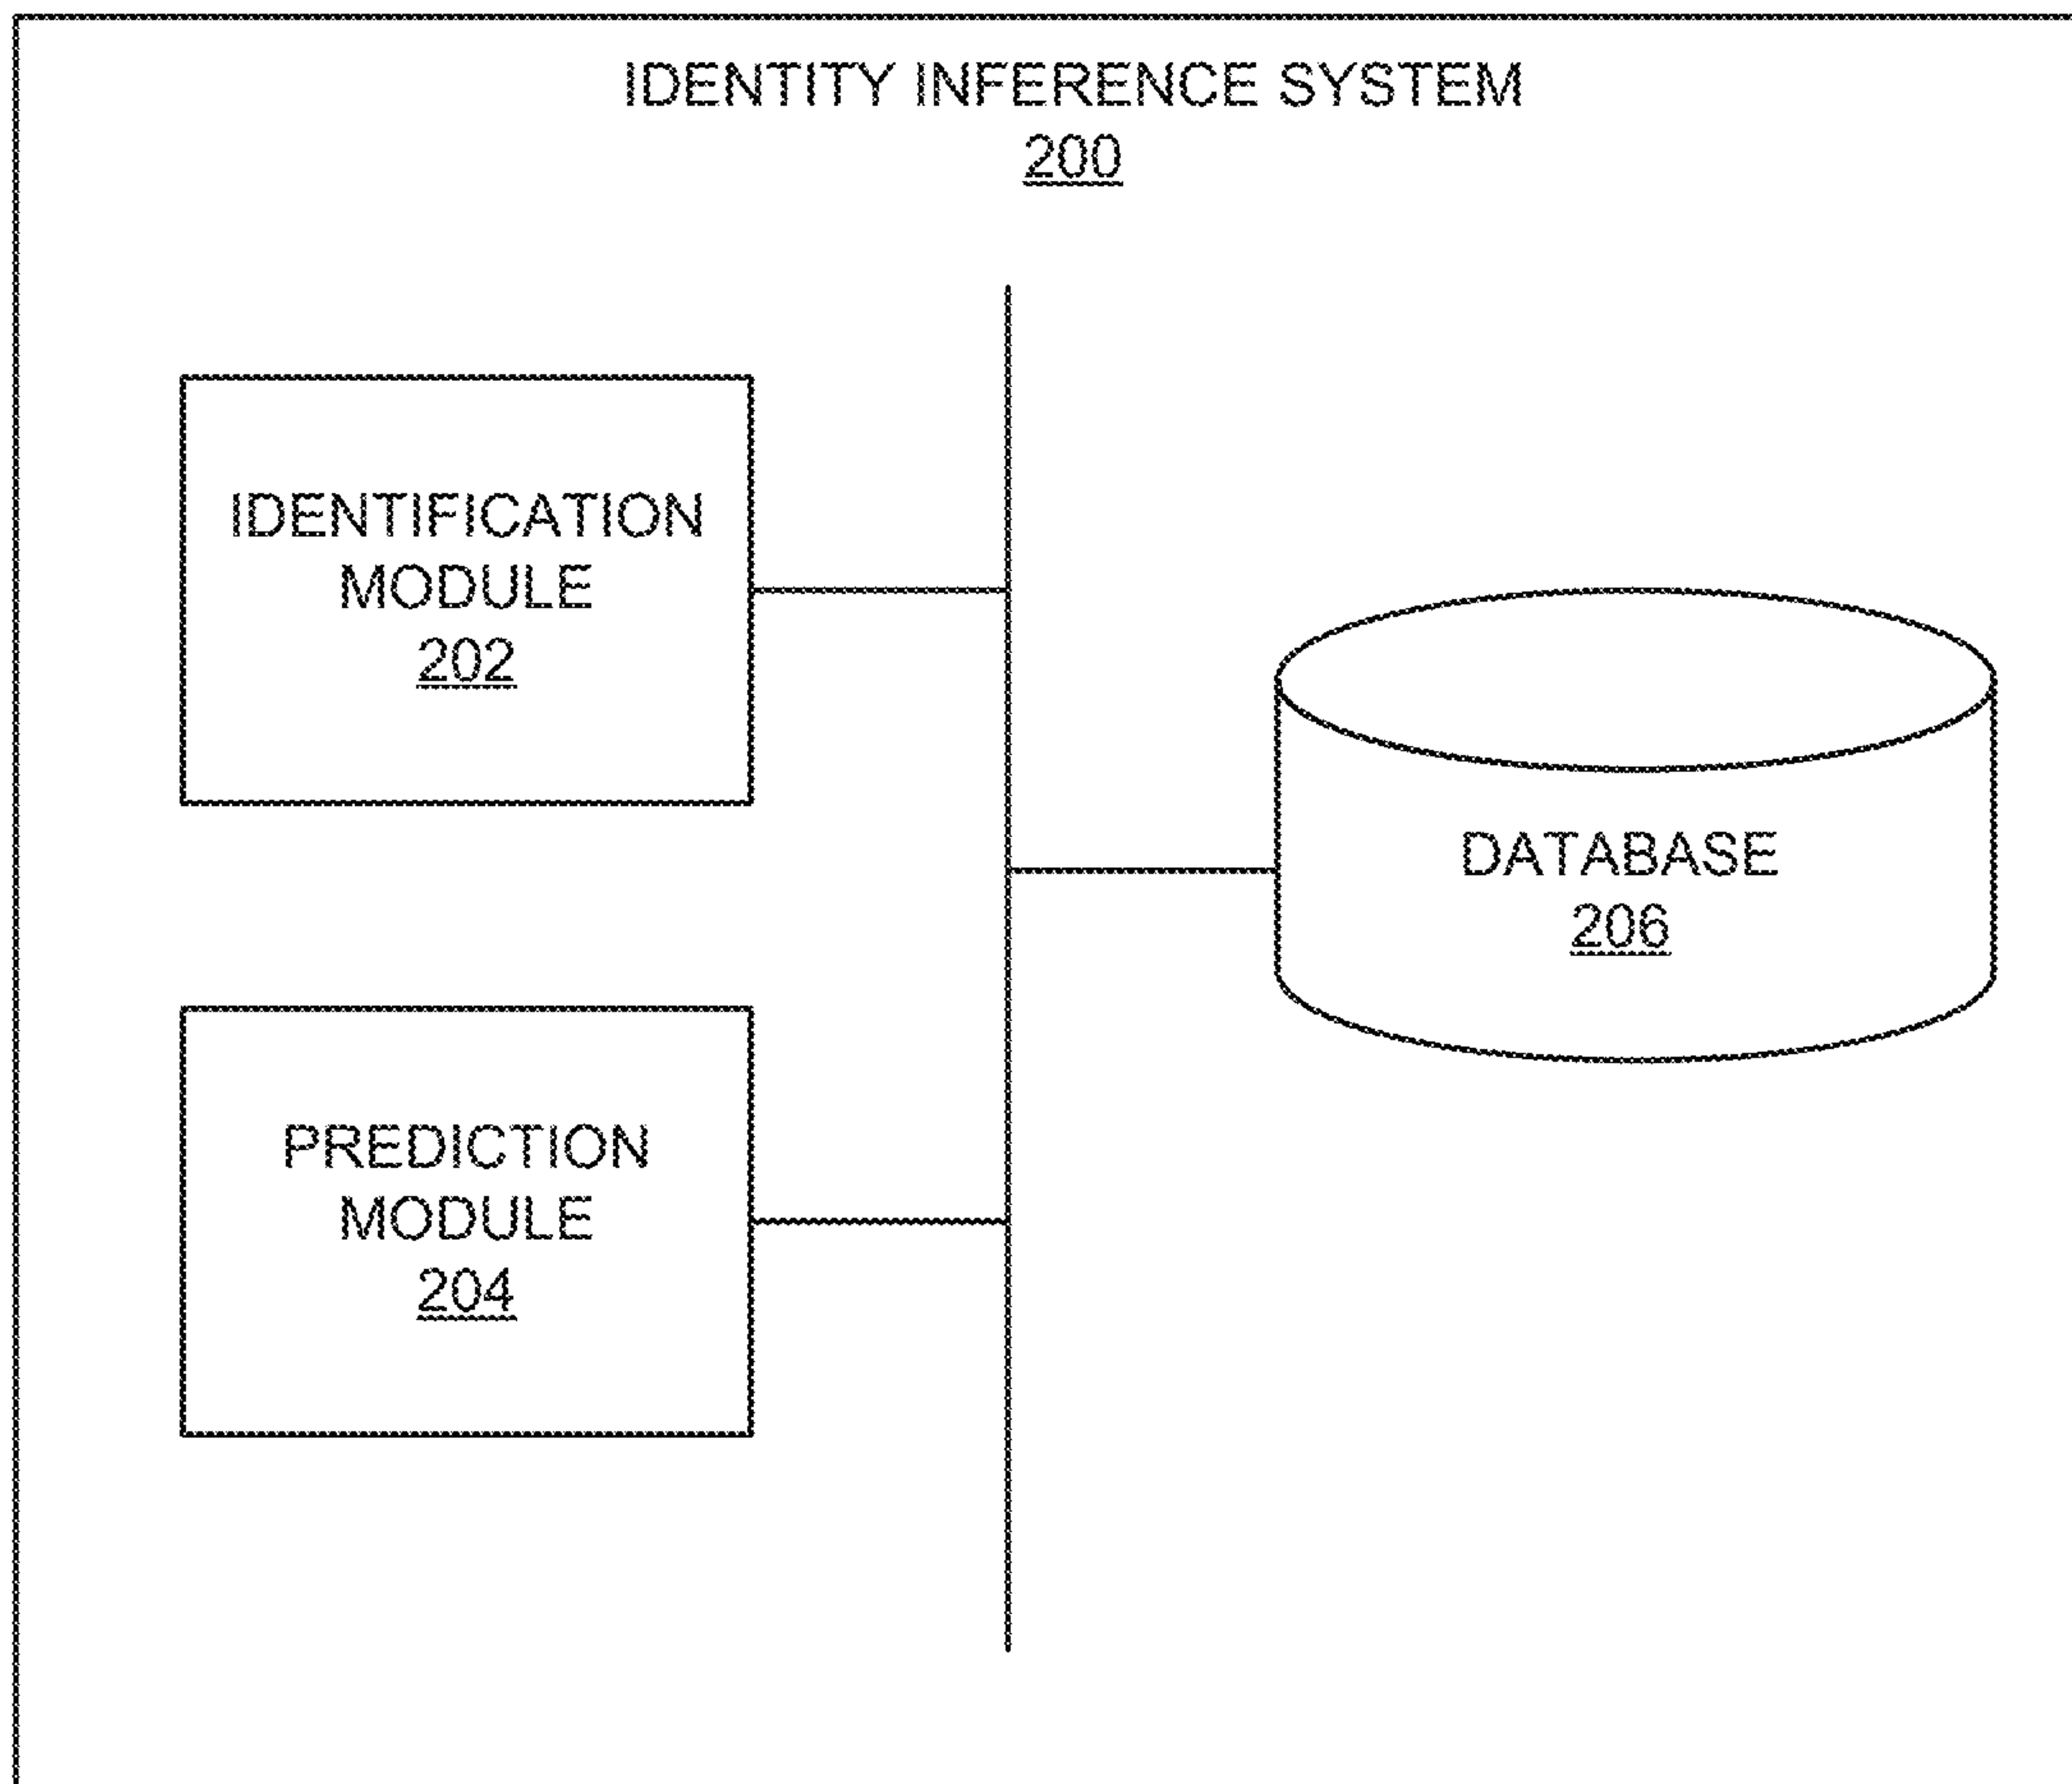 IDENTITY INFERENCE SYSTEM
200
IDENTIFICATION
MODULE
202
DATABASE
206
PREDICTION
MODULE
204